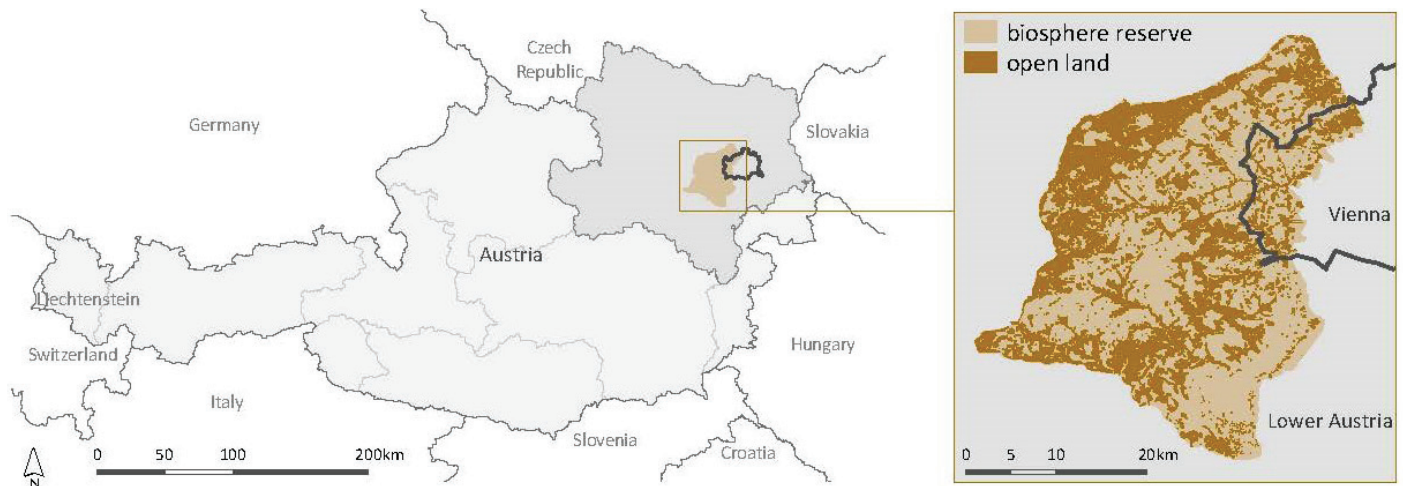 Czech
Republic
Germany
Slovakia
Austria
Liechtenstein
Switzerland
Hungary
Italy
Slovenia
Croatia
N
0 50 100 200km
biosphere reserve
open land
Vienna
Lower Austria
0 5 10 20km